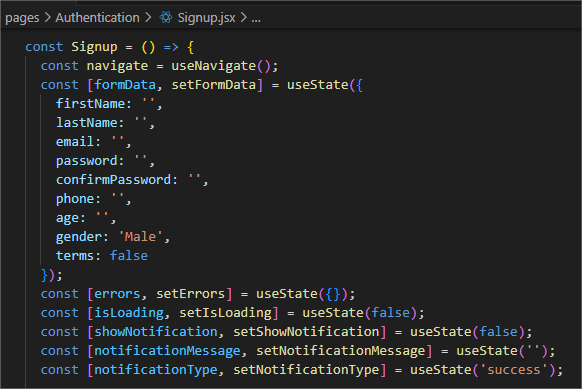 pages > Authentication > Signup.jsx > ...
const Signup = () => {
  const navigate = useNavigate();
  const [formData, setFormData] = useState({
    firstName: '',
    lastName: '',
    email: '',
    password: '',
    confirmPassword: '',
    phone: '',
    age: '',
    gender: 'Male',
    terms: false
  });
  const [errors, setErrors] = useState({});
  const [isLoading, setIsLoading] = useState(false);
  const [showNotification, setShowNotification] = useState(false);
  const [notificationMessage, setNotificationMessage] = useState('');
  const [notificationType, setNotificationType] = useState('success');